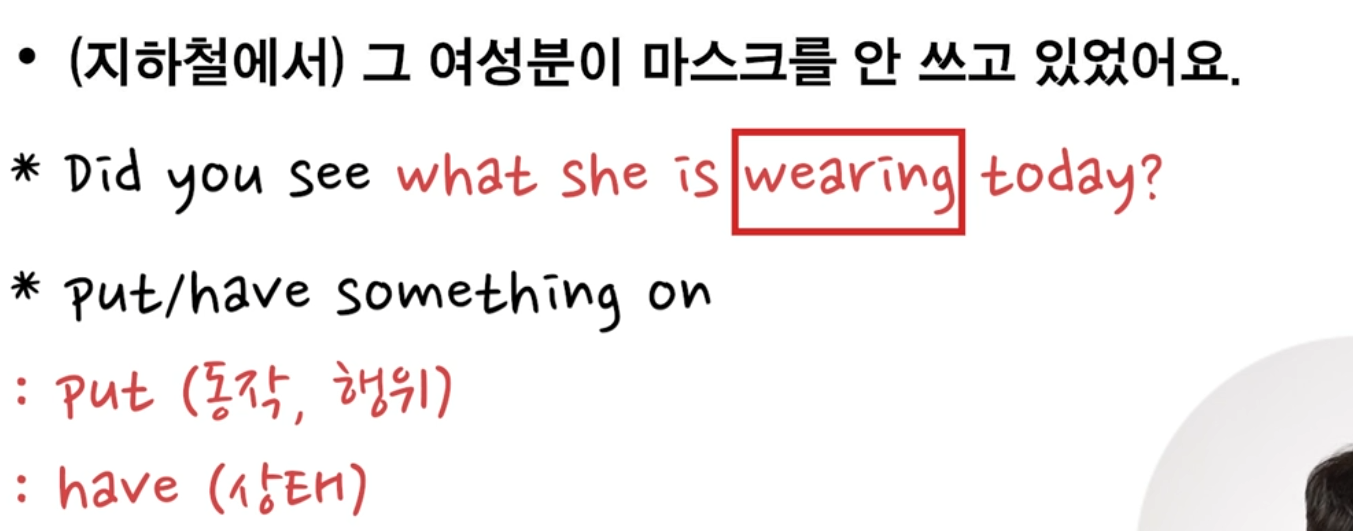 • (지하철에서) 그 여성분이 마스크를 안 쓰고 있었어요.
* Did you see what she is wearing today?
* put/have something on
: put (동작, 행위)
: have (상태)